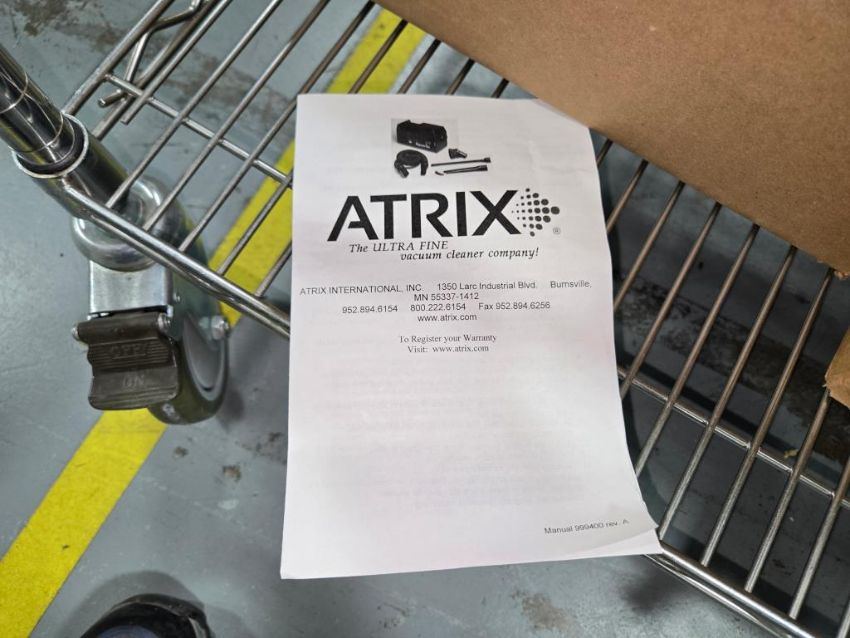 ATRIX®
The ULTRA FINE
vacuum cleaner company!
ATRIX INTERNATIONAL, INC. 1350 Larc Industrial Blvd. Burnsville,
MN 55337-1412
952.894.6154 800.222.6154 Fax 952.894.6256
www.atrix.com
To Register your Warranty
Visit: www.atrix.com
Manual 999400 rev. A
OFF
ON